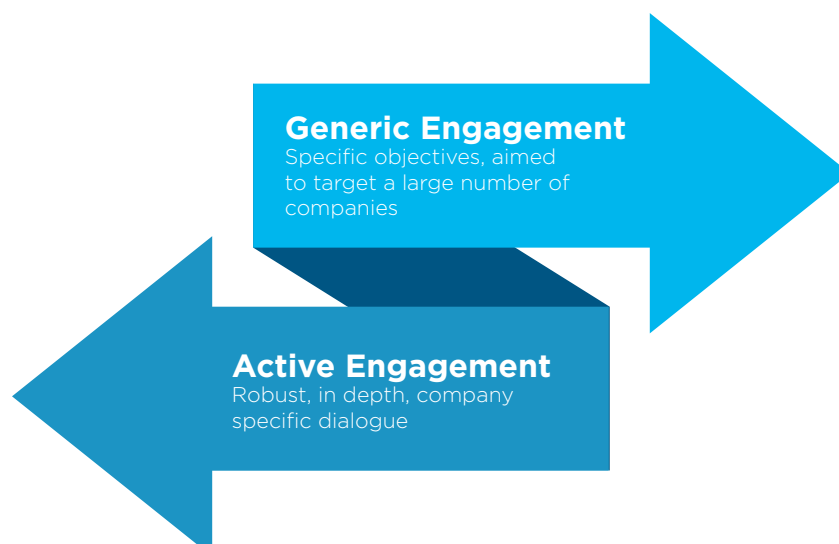 Generic Engagement
Specific objectives, aimed
to target a large number of
companies
Active Engagement
Robust, in depth, company
specific dialogue